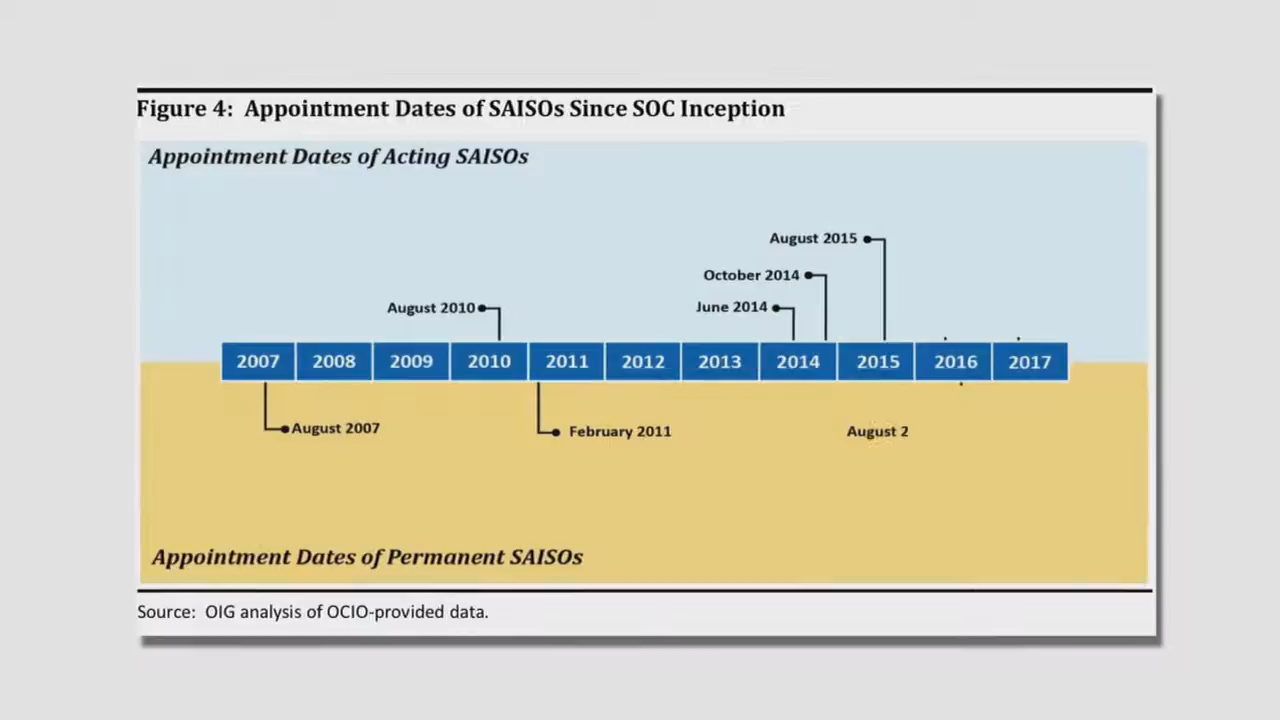 Figure 4:  Appointment Dates of SAISOs Since SOC Inception
Appointment Dates of Acting SAISOs
August 2015
October 2014
August 2010
June 2014
2007 2008 2009 2010 2011 2012 2013 2014 2015 2016 2017
August 2007
February 2011
August 2
Appointment Dates of Permanent SAISOs
Source:  OIG analysis of OCIO-provided data.